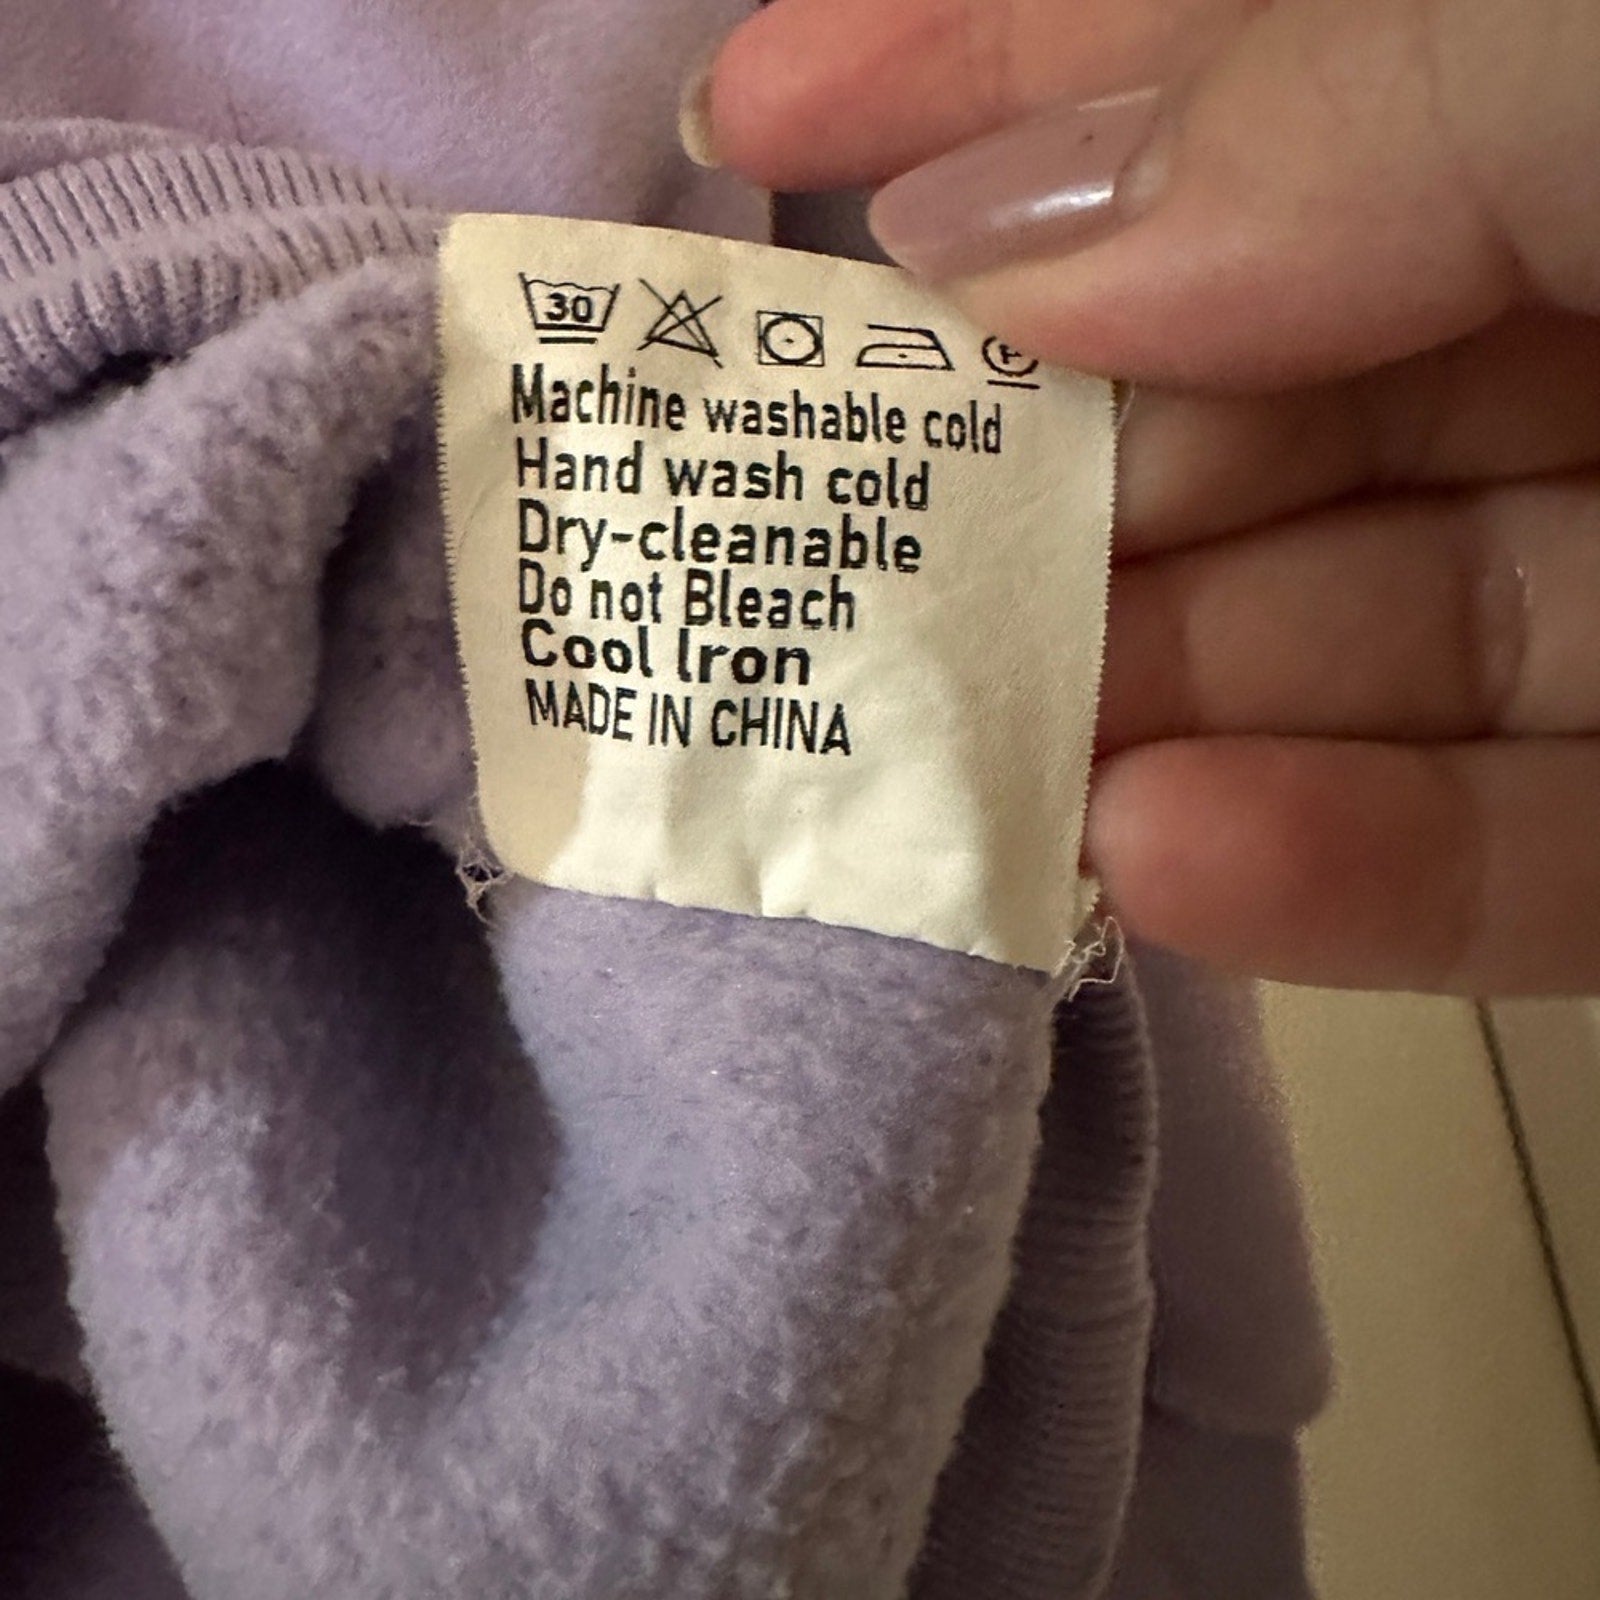 30 P
Machine washable cold
Hand wash cold
Dry-cleanable
Do not Bleach
Cool Iron
MADE IN CHINA